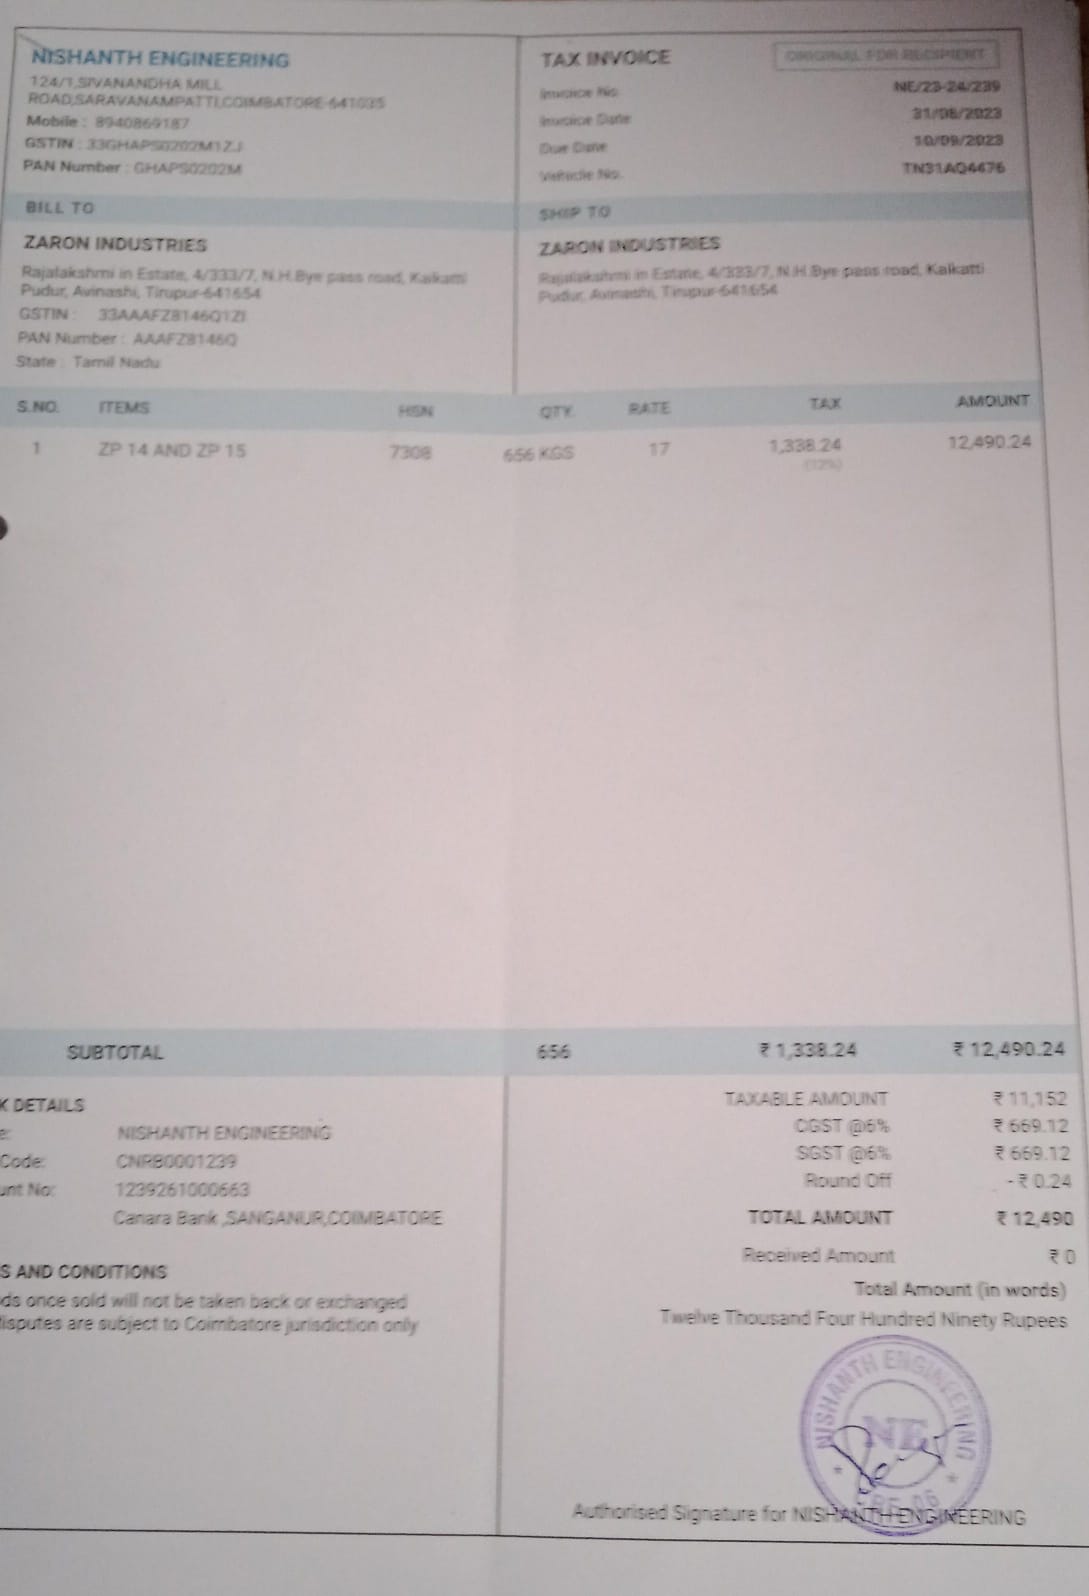 NISHANTH ENGINEERING
124/1,SIVANANDHA MILL
ROAD,SARAVANAMPATTI,COIMBATORE-641035
Mobile : 8940869187
GSTIN : 33GHAPS0202M1ZJ
PAN Number : GHAPS0202M
TAX INVOICE
ORIGINAL FOR RECIPIENT
Invoice No. NE/23-24/239
Invoice Date 31/08/2023
Due Date 10/09/2023
Vehicle No. TN31AQ4476
BILL TO
ZARON INDUSTRIES
Rajalakshmi in Estate, 4/333/7, N.H.Bye pass road, Kaikatti
Pudur, Avinashi, Tirupur-641654
GSTIN : 33AAAFZ8146Q1ZI
PAN Number : AAAFZ8146Q
State : Tamil Nadu
SHIP TO
ZARON INDUSTRIES
Rajalakshmi in Estate, 4/333/7, N.H.Bye pass road, Kaikatti
Pudur, Avinashi, Tirupur-641654
S.NO. ITEMS HSN QTY. RATE TAX AMOUNT
1 ZP 14 AND ZP 15 7308 656 KGS 17 1,338.24 12,490.24
(12%)
SUBTOTAL 656 ₹ 1,338.24 ₹ 12,490.24
K DETAILS
e: NISHANTH ENGINEERING
Code: CNRB0001239
unt No: 1239261000663
Canara Bank ,SANGANUR,COIMBATORE
S AND CONDITIONS
ds once sold will not be taken back or exchanged
isputes are subject to Coimbatore jurisdiction only
TAXABLE AMOUNT ₹ 11,152
CGST @6% ₹ 669.12
SGST @6% ₹ 669.12
Round Off - ₹ 0.24
TOTAL AMOUNT ₹ 12,490
Received Amount ₹ 0
Total Amount (in words)
Twelve Thousand Four Hundred Ninety Rupees
NISHANTH ENGINEERING
NE
Authorised Signature for NISHANTH ENGINEERING